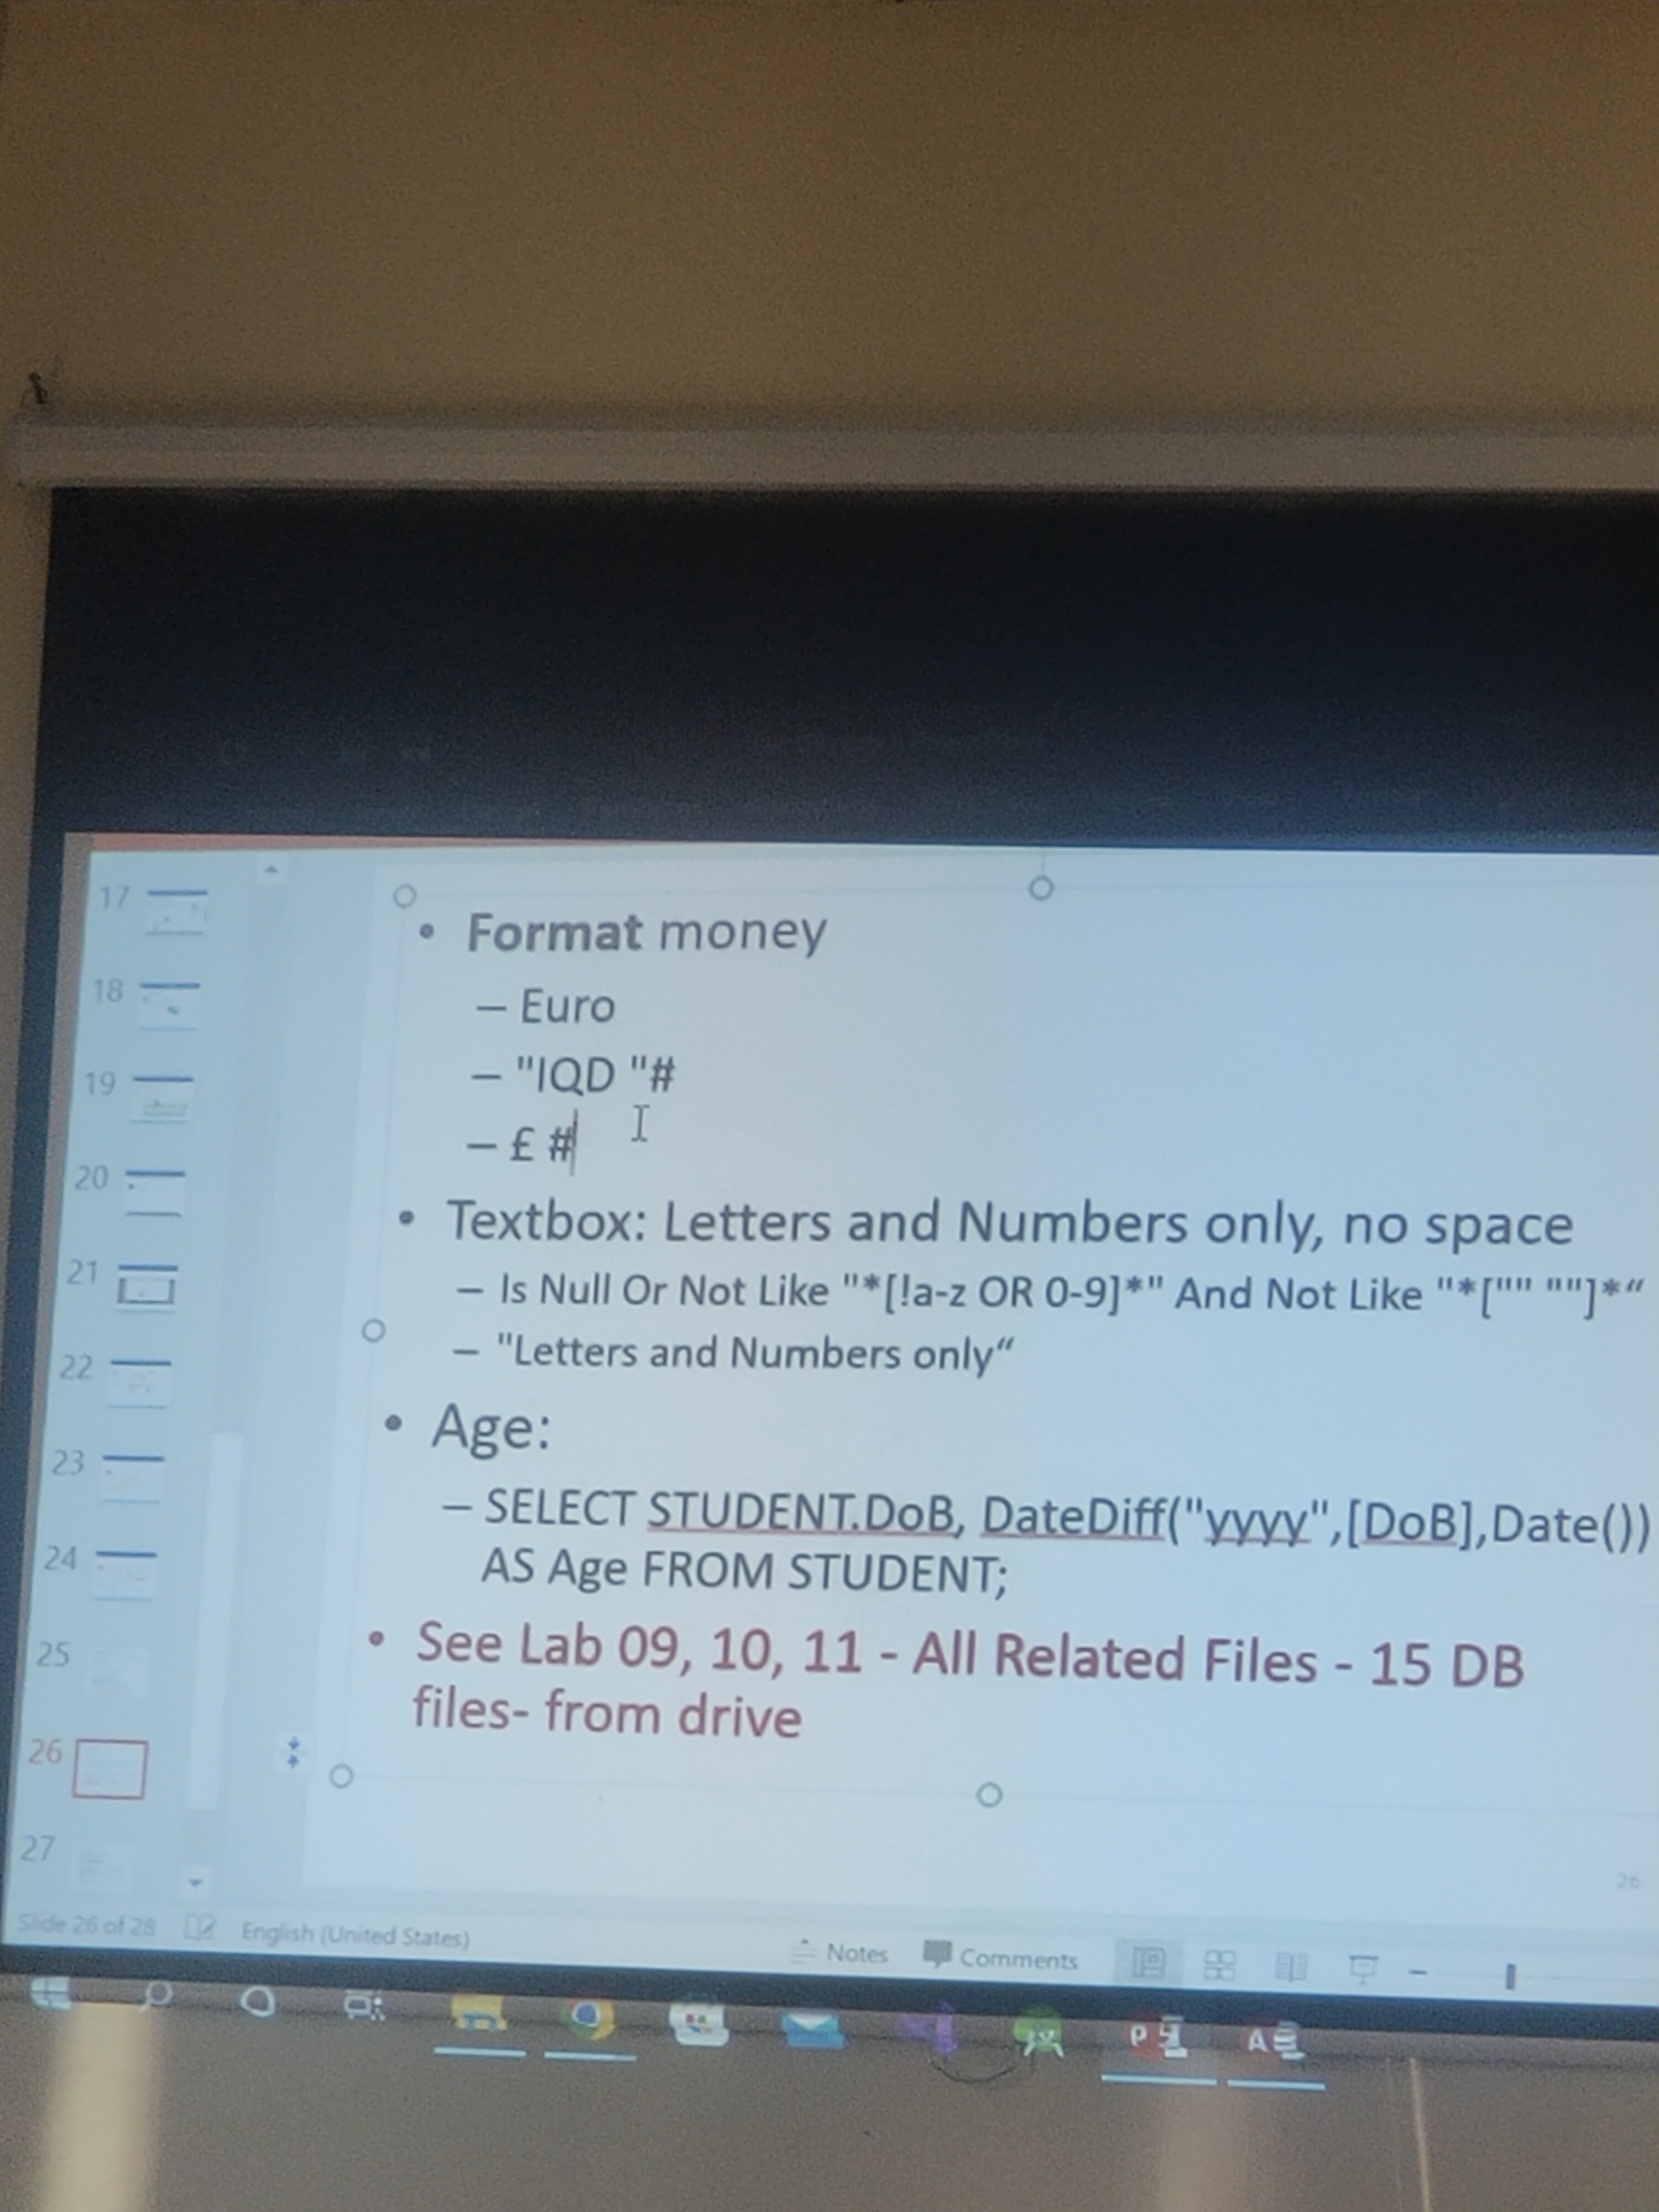 17
18
19
20
21
22
23
24
25
26
27
• Format money
– Euro
– "IQD "#
– £ #
• Textbox: Letters and Numbers only, no space
– Is Null Or Not Like "*[!a-z OR 0-9]*" And Not Like "*["" ""]*“
– "Letters and Numbers only“
• Age:
– SELECT STUDENT.DoB, DateDiff("yyyy",[DoB],Date())
AS Age FROM STUDENT;
• See Lab 09, 10, 11 - All Related Files - 15 DB
files- from drive
26
Slide 26 of 28 English (United States) Notes Comments